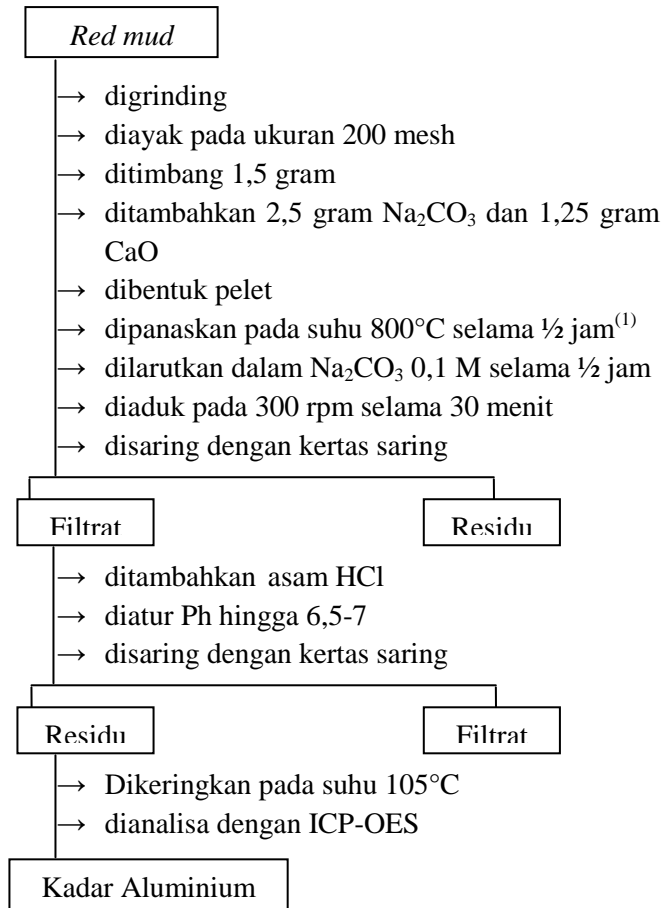 Red mud
→ digrinding
→ diayak pada ukuran 200 mesh
→ ditimbang 1,5 gram
→ ditambahkan 2,5 gram Na₂CO₃ dan 1,25 gram
CaO
→ dibentuk pelet
→ dipanaskan pada suhu 800°C selama ½ jam⁽¹⁾
→ dilarutkan dalam Na₂CO₃ 0,1 M selama ½ jam
→ diaduk pada 300 rpm selama 30 menit
→ disaring dengan kertas saring
Filtrat Residu
→ ditambahkan asam HCl
→ diatur Ph hingga 6,5-7
→ disaring dengan kertas saring
Residu Filtrat
→ Dikeringkan pada suhu 105°C
→ dianalisa dengan ICP-OES
Kadar Aluminium